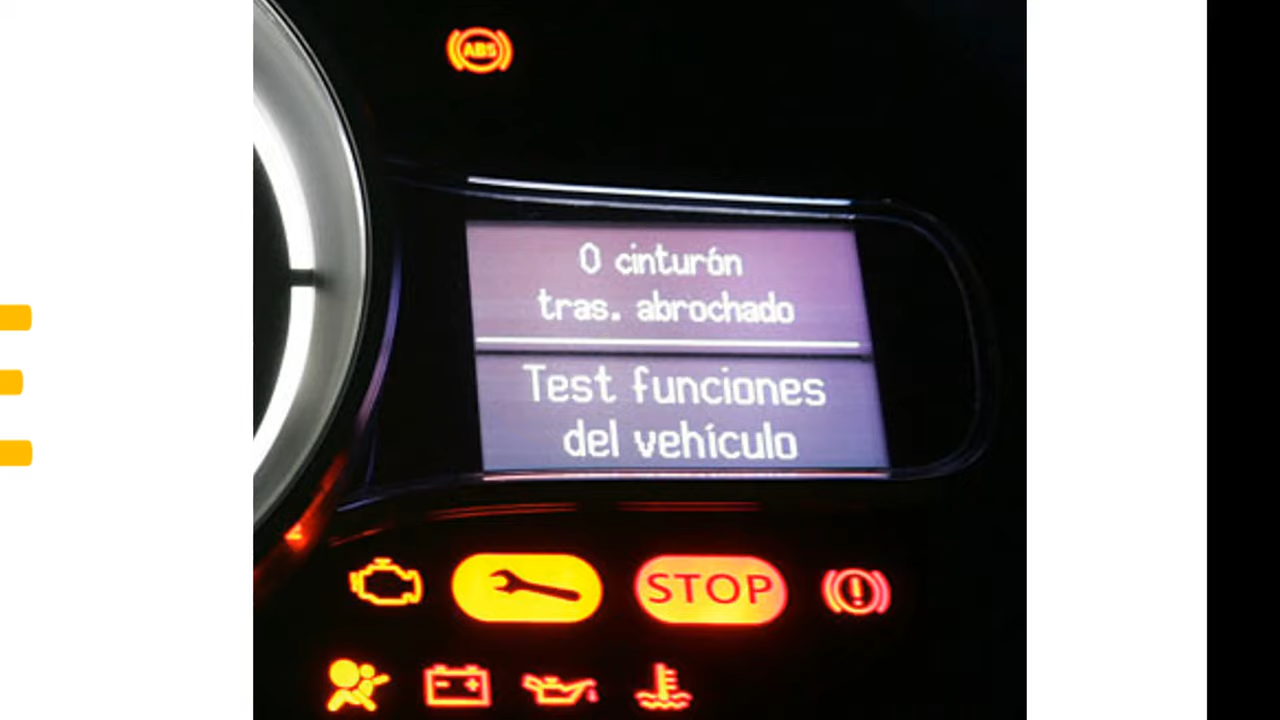 ABS
0 cinturón
tras. abrochado
Test funciones
del vehículo
STOP